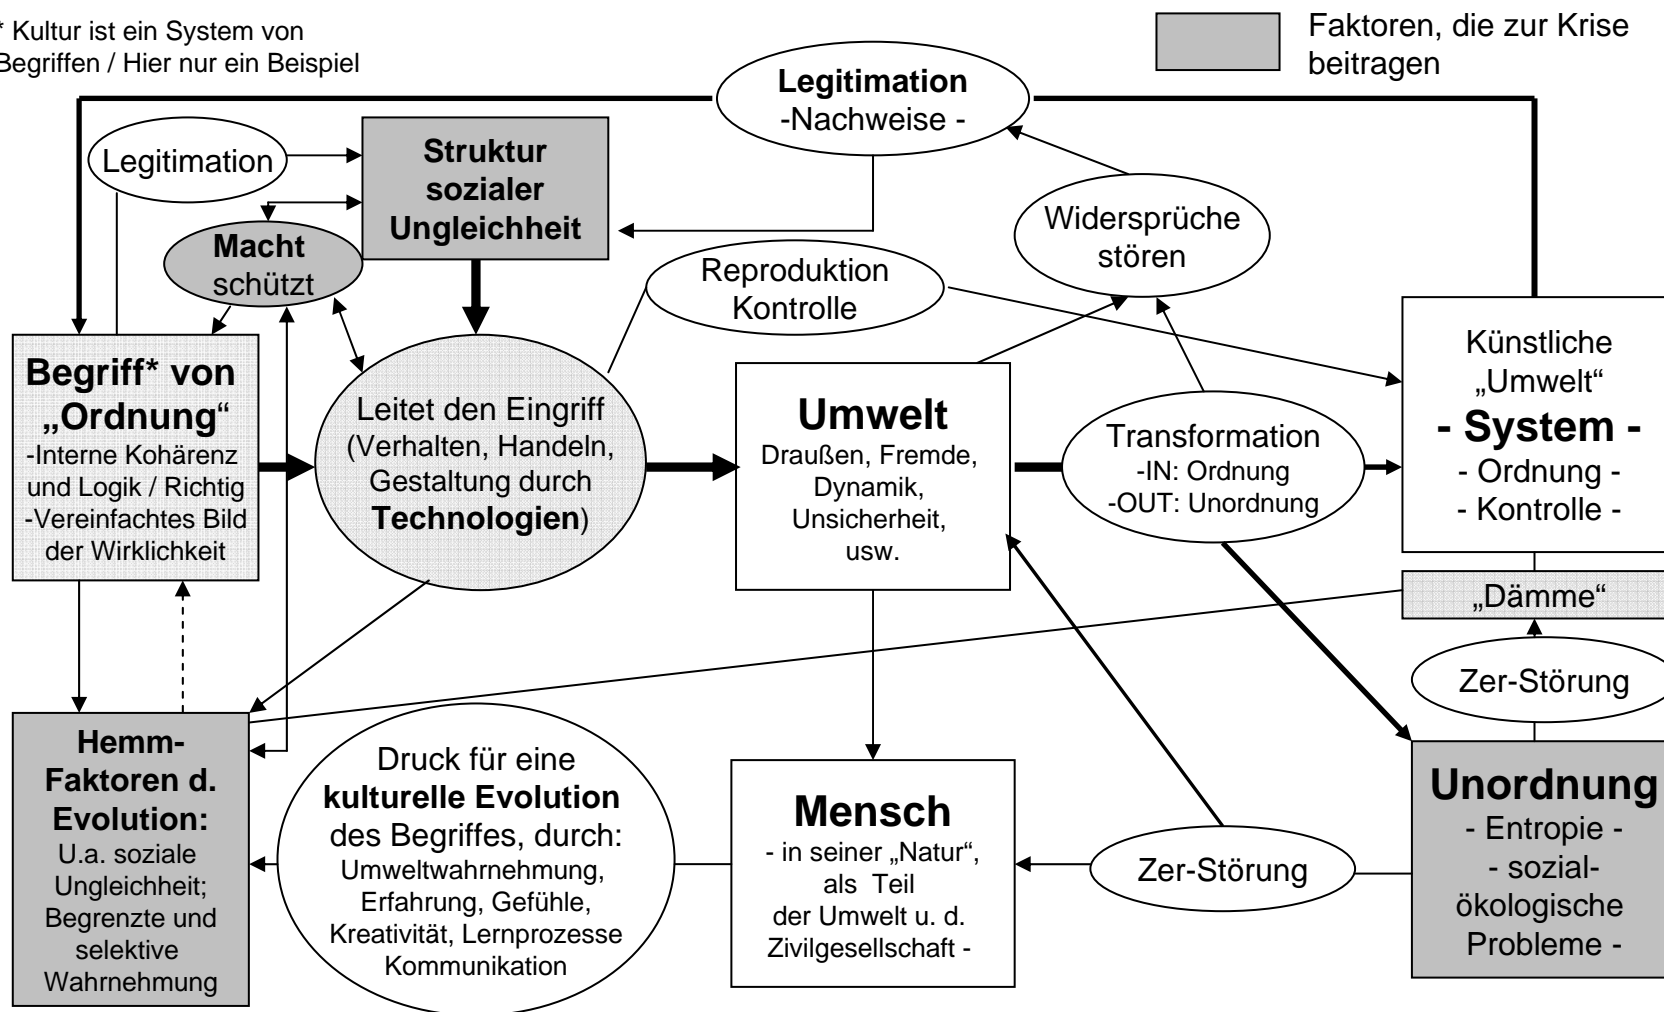 * Kultur ist ein System von
Begriffen / Hier nur ein Beispiel
Faktoren, die zur Krise
beitragen
Legitimation
-Nachweise -
Legitimation
Struktur
sozialer
Ungleichheit
Macht
schützt
Reproduktion
Kontrolle
Widersprüche
stören
Begriff* von
„Ordnung“
-Interne Kohärenz
und Logik / Richtig
-Vereinfachtes Bild
der Wirklichkeit
Leitet den Eingriff
(Verhalten, Handeln,
Gestaltung durch
Technologien)
Umwelt
Draußen, Fremde,
Dynamik,
Unsicherheit,
usw.
Transformation
-IN: Ordnung
-OUT: Unordnung
Künstliche
„Umwelt“
- System -
- Ordnung -
- Kontrolle -
„Dämme“
Zer-Störung
Hemm-
Faktoren d.
Evolution:
U.a. soziale
Ungleichheit;
Begrenzte und
selektive
Wahrnehmung
Druck für eine
kulturelle Evolution
des Begriffes, durch:
Umweltwahrnehmung,
Erfahrung, Gefühle,
Kreativität, Lernprozesse
Kommunikation
Mensch
- in seiner „Natur“,
als Teil
der Umwelt u. d.
Zivilgesellschaft -
Zer-Störung
Unordnung
- Entropie -
- sozial-
ökologische
Probleme -